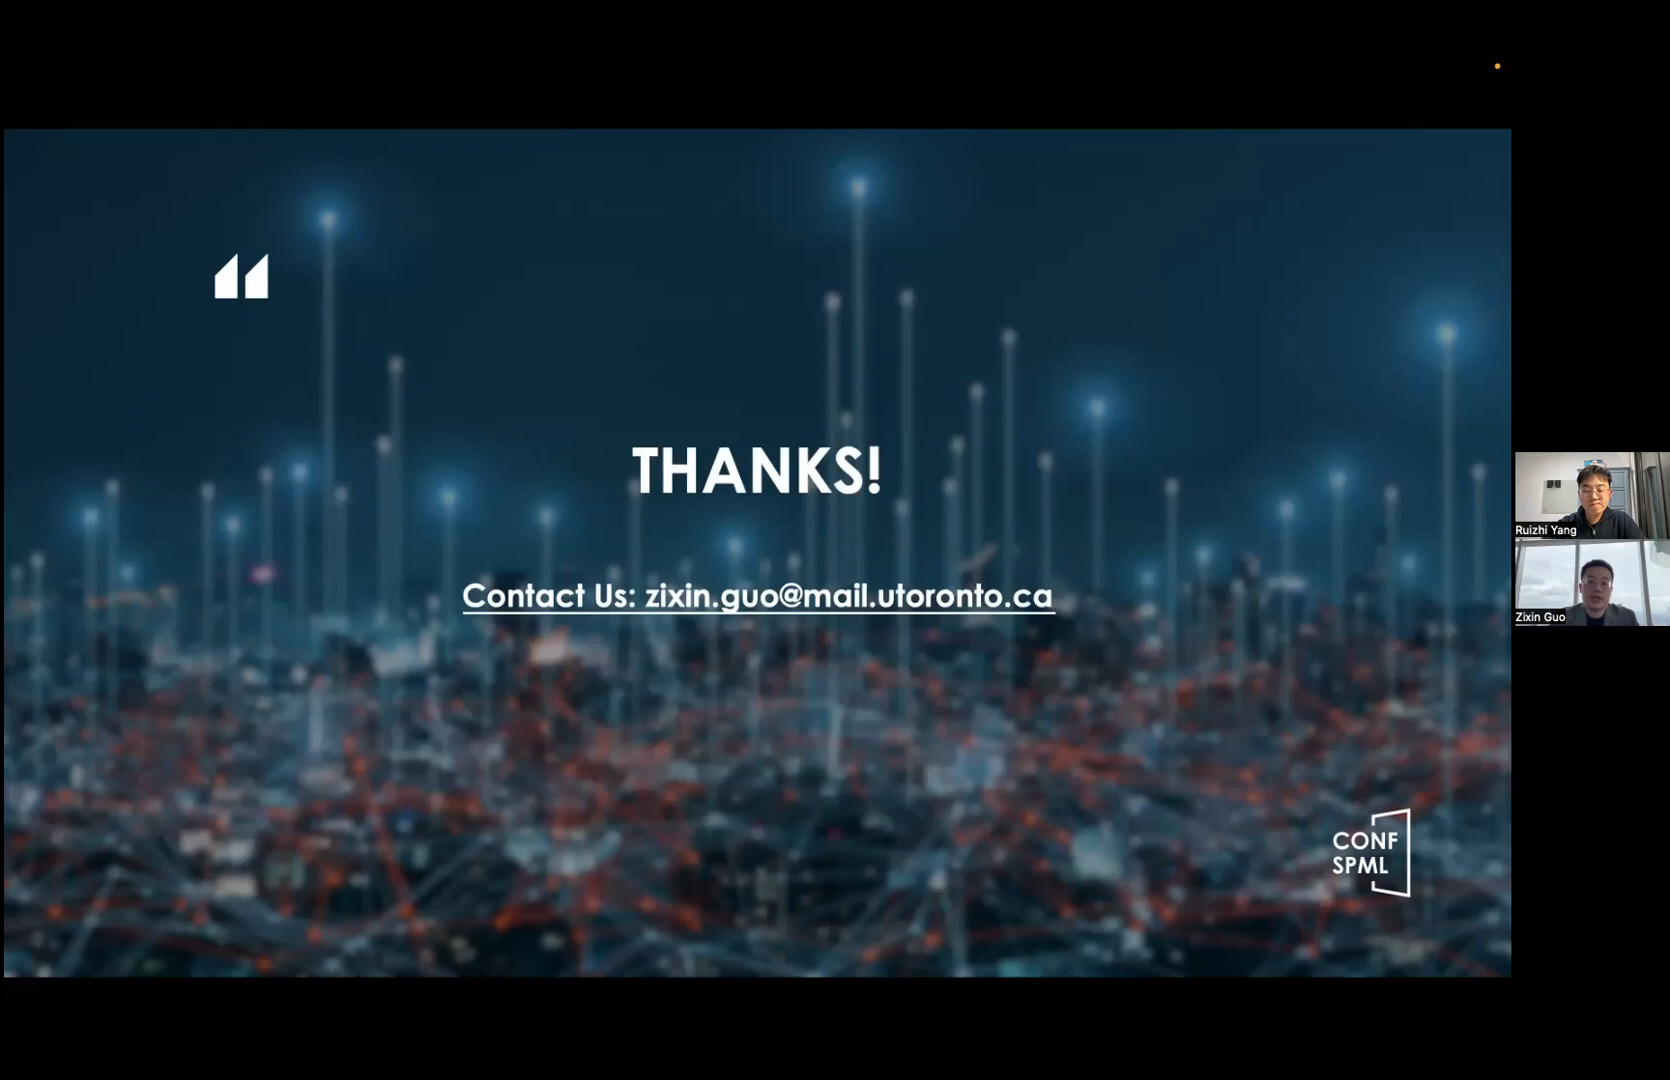 THANKS!
Contact Us: zixin.guo@mail.utoronto.ca
CONF
SPML
Ruizhi Yang
Zixin Guo